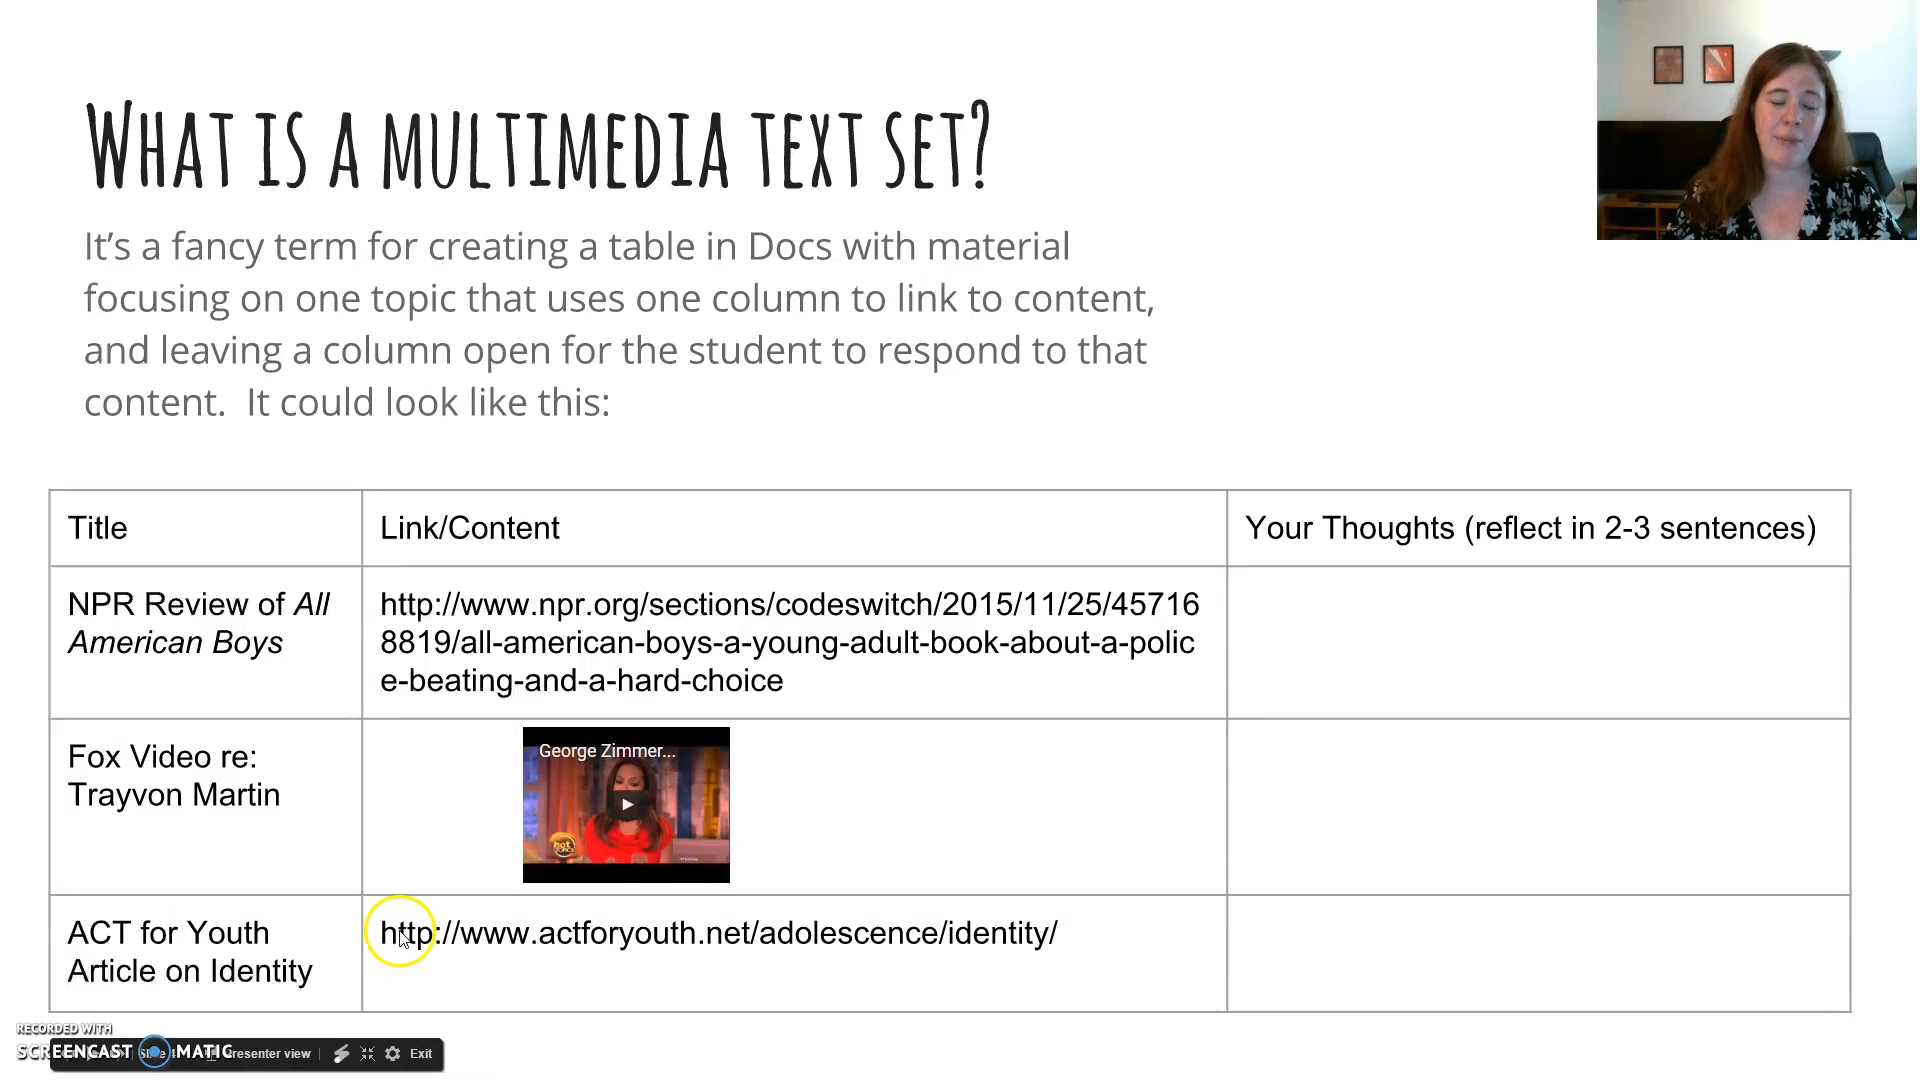 WHAT IS A MULTIMEDIA TEXT SET?
It's a fancy term for creating a table in Docs with material
focusing on one topic that uses one column to link to content,
and leaving a column open for the student to respond to that
content.  It could look like this:
Title
Link/Content
Your Thoughts (reflect in 2-3 sentences)
NPR Review of All
American Boys
http://www.npr.org/sections/codeswitch/2015/11/25/45716
8819/all-american-boys-a-young-adult-book-about-a-polic
e-beating-and-a-hard-choice
Fox Video re:
Trayvon Martin
George Zimmer...
hot
ACT for Youth
Article on Identity
http://www.actforyouth.net/adolescence/identity/
RECORDED WITH
SCREENCAST MATIC
Presenter view
Exit